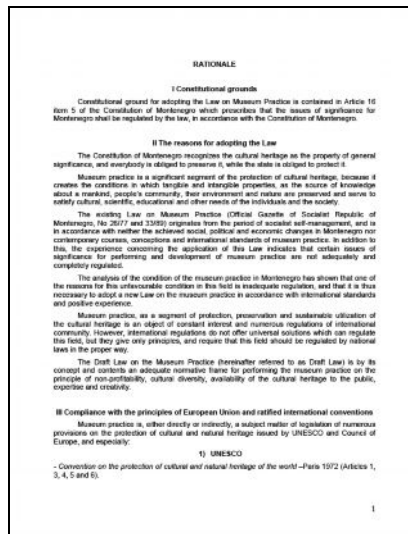 RATIONALE
I Constitutional grounds
Constitutional ground for adopting the Law on Museum Practice is contained in Article 16
item 5 of the Constitution of Montenegro which prescribes that the issues of significance for
Montenegro shall be regulated by the law, in accordance with the Constitution of Montenegro.
II The reasons for adopting the Law
The Constitution of Montenegro recognizes the cultural heritage as the property of general
significance, and everybody is obliged to preserve it, while the state is obliged to protect it.
Museum practice is a significant segment of the protection of cultural heritage, because it
creates the conditions in which tangible and intangible properties, as the source of knowledge
about a mankind, people's community, their environment and nature are preserved and serve to
satisfy cultural, scientific, educational and other needs of the individuals and the society.
The existing Law on Museum Practice (Official Gazette of Socialist Republic of
Montenegro, No 26/77 and 33/89) originates from the period of socialist self-management, and is
in accordance with neither the achieved social, political and economic changes in Montenegro nor
contemporary courses, conceptions and international standards of museum practice. In addition to
this, the experience concerning the application of this Law indicates that certain issues of
significance for performing and development of museum practice are not adequately and
completely regulated.
The analysis of the condition of the museum practice in Montenegro has shown that one of
the reasons for this unfavourable condition in this field is inadequate regulation, and that it is thus
necessary to adopt a new Law on the museum practice in accordance with international standards
and positive experience.
Museum practice, as a segment of protection, preservation and sustainable utilization of
the cultural heritage is an object of constant interest and numerous regulations of international
community. However, international regulations do not offer universal solutions which can regulate
this field, but they give only principles, and require that this field should be regulated by national
laws in the proper way.
The Draft Law on the Museum Practice (hereinafter referred to as Draft Law) is by its
concept and contents an adequate normative frame for performing the museum practice on the
principle of non-profitability, cultural diversity, availability of the cultural heritage to the public,
expertise and creativity.
III Compliance with the principles of European Union and ratified international conventions
Museum practice is, either directly or indirectly, a subject matter of legislation of numerous
provisions on the protection of cultural and natural heritage issued by UNESCO and Council of
Europe, and especially:
1) UNESCO
- Convention on the protection of cultural and natural heritage of the world –Paris 1972 (Articles 1,
3, 4, 5 and 6).
1